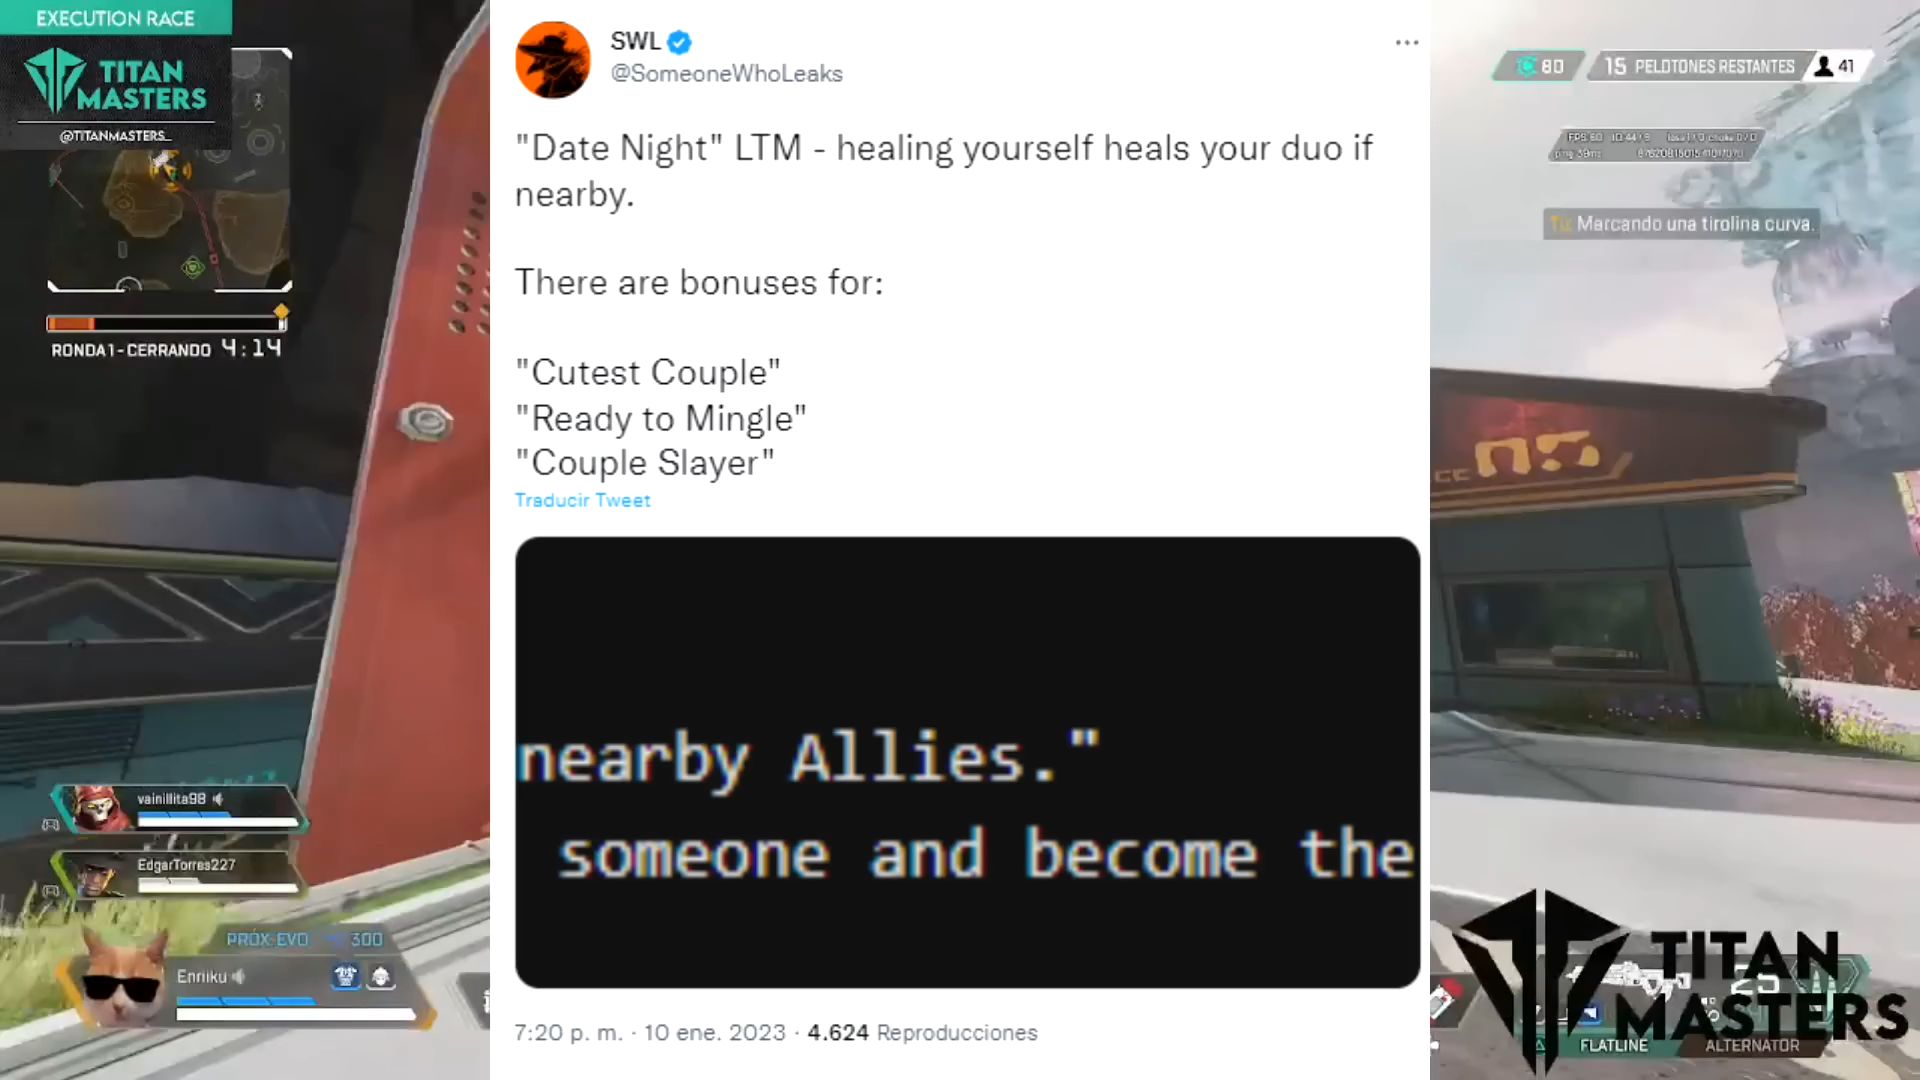 EXECUTION RACE
TITAN
MASTERS
@TITANMASTERS_
RONDA 1 - CERRANDO 4:14
vainillita98
EdgarTorres227
PRÓX. EVO 300
Enriiku
SWL
@SomeoneWhoLeaks
"Date Night" LTM - healing yourself heals your duo if
nearby.
There are bonuses for:
"Cutest Couple"
"Ready to Mingle"
"Couple Slayer"
Traducir Tweet
nearby Allies."
someone and become the
7:20 p. m. · 10 ene. 2023 · 4.624 Reproducciones
80
15 PELOTONES RESTANTES
41
Tú: Marcando una tirolina curva.
TITAN
MASTERS
FLATLINE
ALTERNATOR